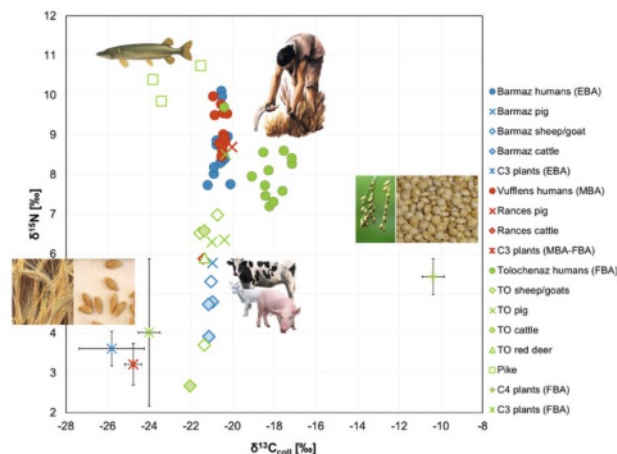 12
11
10
9
8
7
6
5
4
3
2
δ¹⁵N [‰]
-28 -26 -24 -22 -20 -18 -16 -14 -12 -10 -8
δ¹³Ccoll [‰]
Barmaz humans (EBA)
Barmaz pig
Barmaz sheep/goat
Barmaz cattle
C3 plants (EBA)
Vufflens humans (MBA)
Rances pig
Rances cattle
C3 plants (MBA-FBA)
Tolochenaz humans (FBA)
TO sheep/goats
TO pig
TO cattle
TO red deer
Pike
C4 plants (FBA)
C3 plants (FBA)